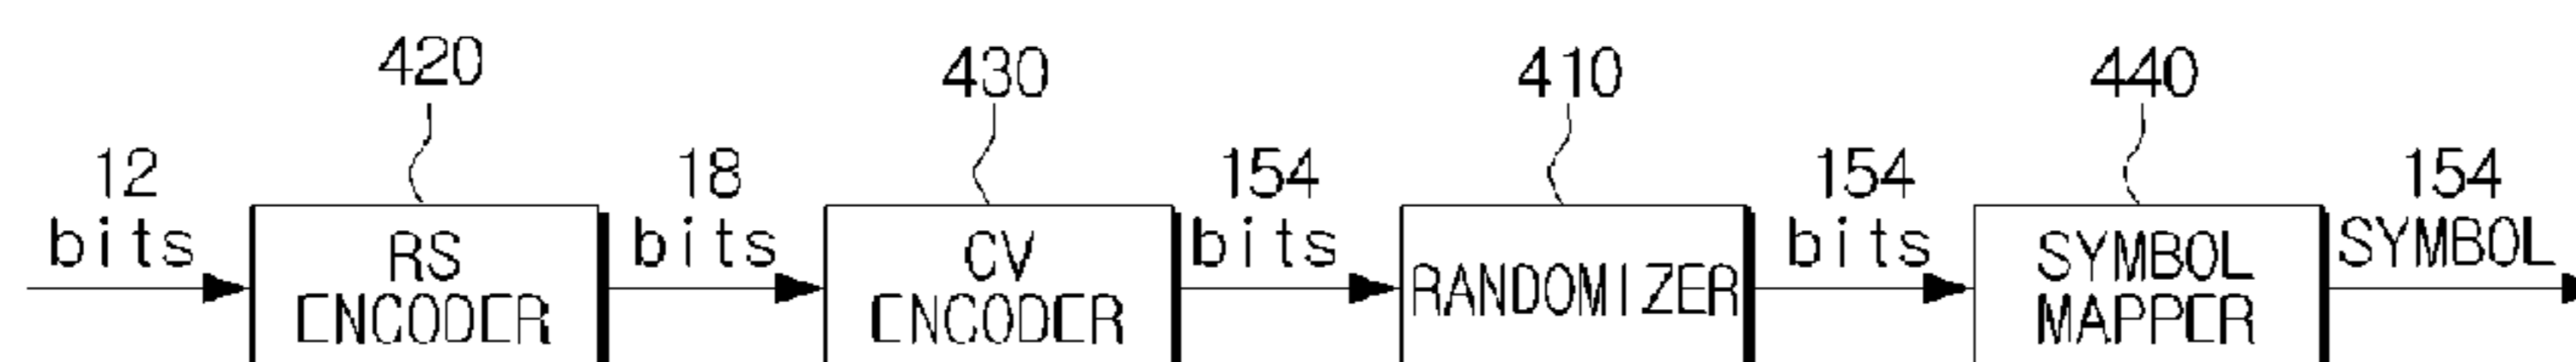 420
430
410
440
12
bits
18
bits
154
bits
154
bits
154
SYMBOL
RS
ENCODER
CV
ENCODER
RANDOMIZER
SYMBOL
MAPPER